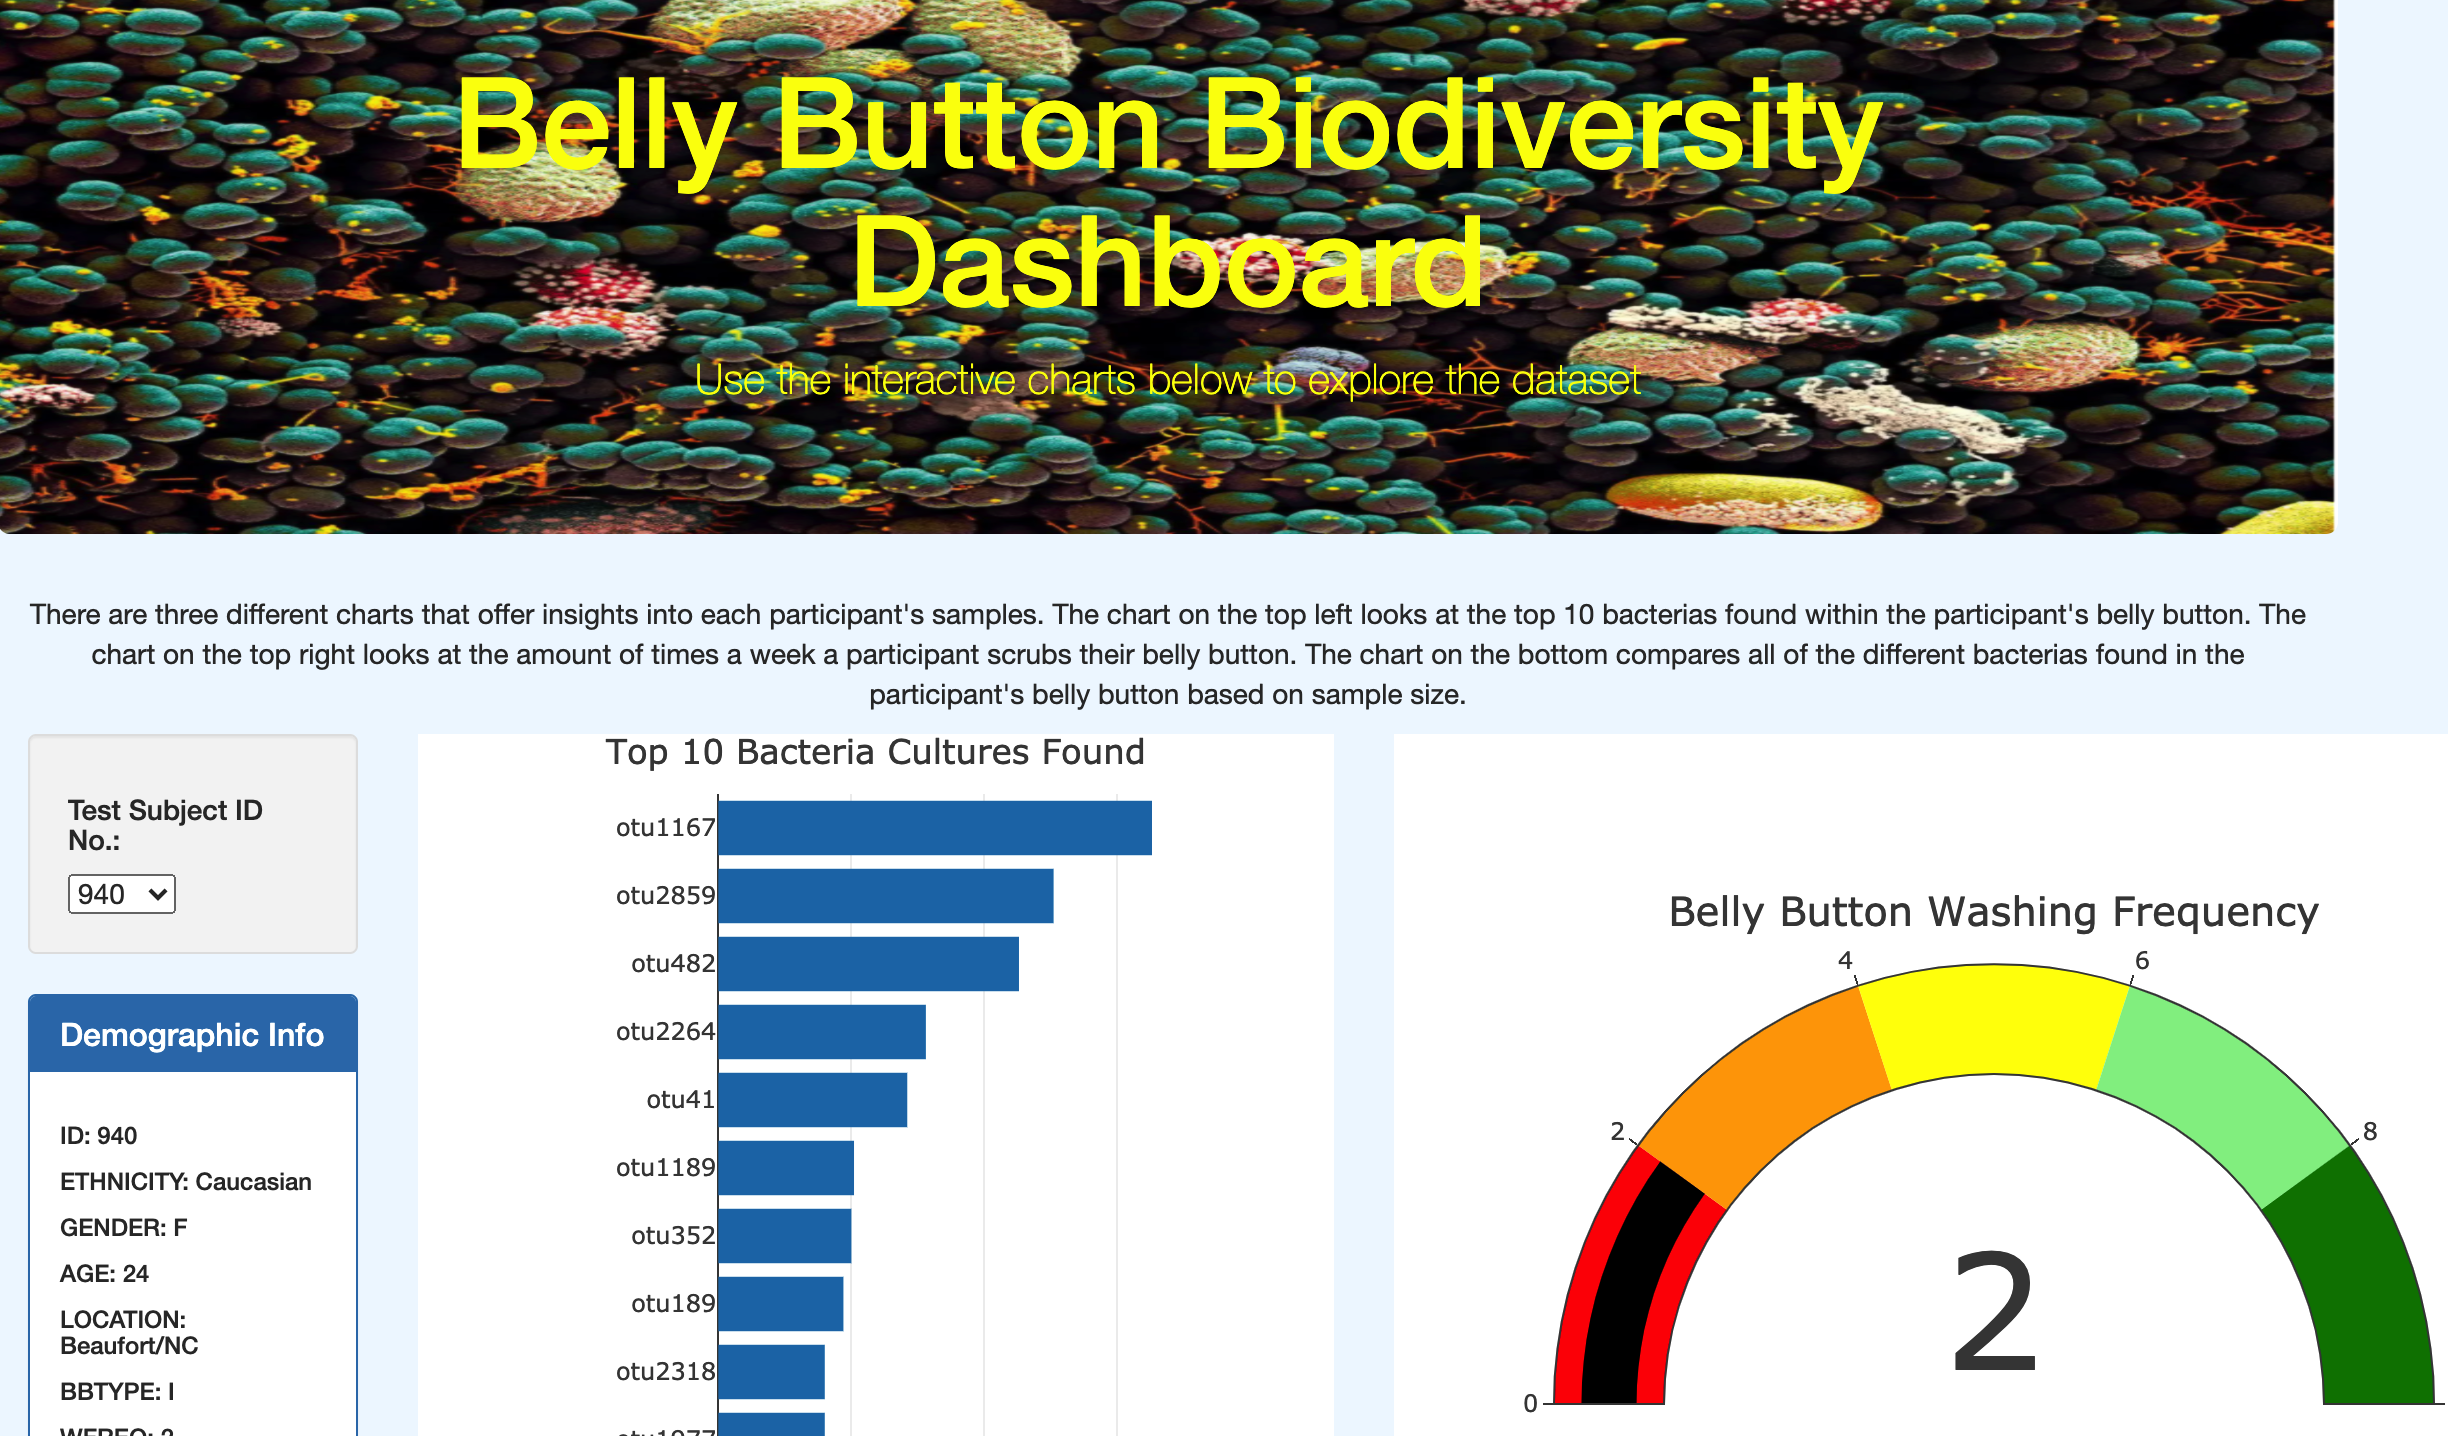 Belly Button Biodiversity
Dashboard
Use the interactive charts below to explore the dataset
There are three different charts that offer insights into each participant's samples. The chart on the top left looks at the top 10 bacterias found within the participant's belly button. The
chart on the top right looks at the amount of times a week a participant scrubs their belly button. The chart on the bottom compares all of the different bacterias found in the
participant's belly button based on sample size.
Test Subject ID
No.:
940
Demographic Info
ID: 940
ETHNICITY: Caucasian
GENDER: F
AGE: 24
LOCATION:
Beaufort/NC
BBTYPE: I
WFREQ: 2
Top 10 Bacteria Cultures Found
otu1167
otu2859
otu482
otu2264
otu41
otu1189
otu352
otu189
otu2318
otu1977
Belly Button Washing Frequency
0
2
4
6
8
2